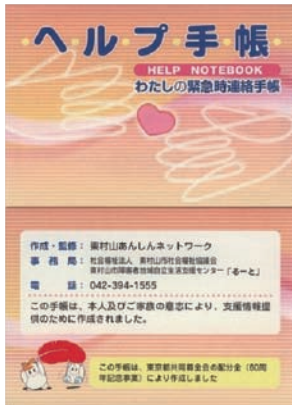 ヘルプ手帳
HELP NOTEBOOK
わたしの緊急時連絡手帳
作成・監修：東村山あんしんネットワーク
事務局：社会福祉法人 東村山市社会福祉協議会
東村山市障害者地域自立生活支援センター「るーと」
電話：042-394-1555
この手帳は、本人及びご家族の意志により、支援情報提
供のために作成されました。
この手帳は、東京都共同募金会の配分金（60周
年記念事業）により作成しました